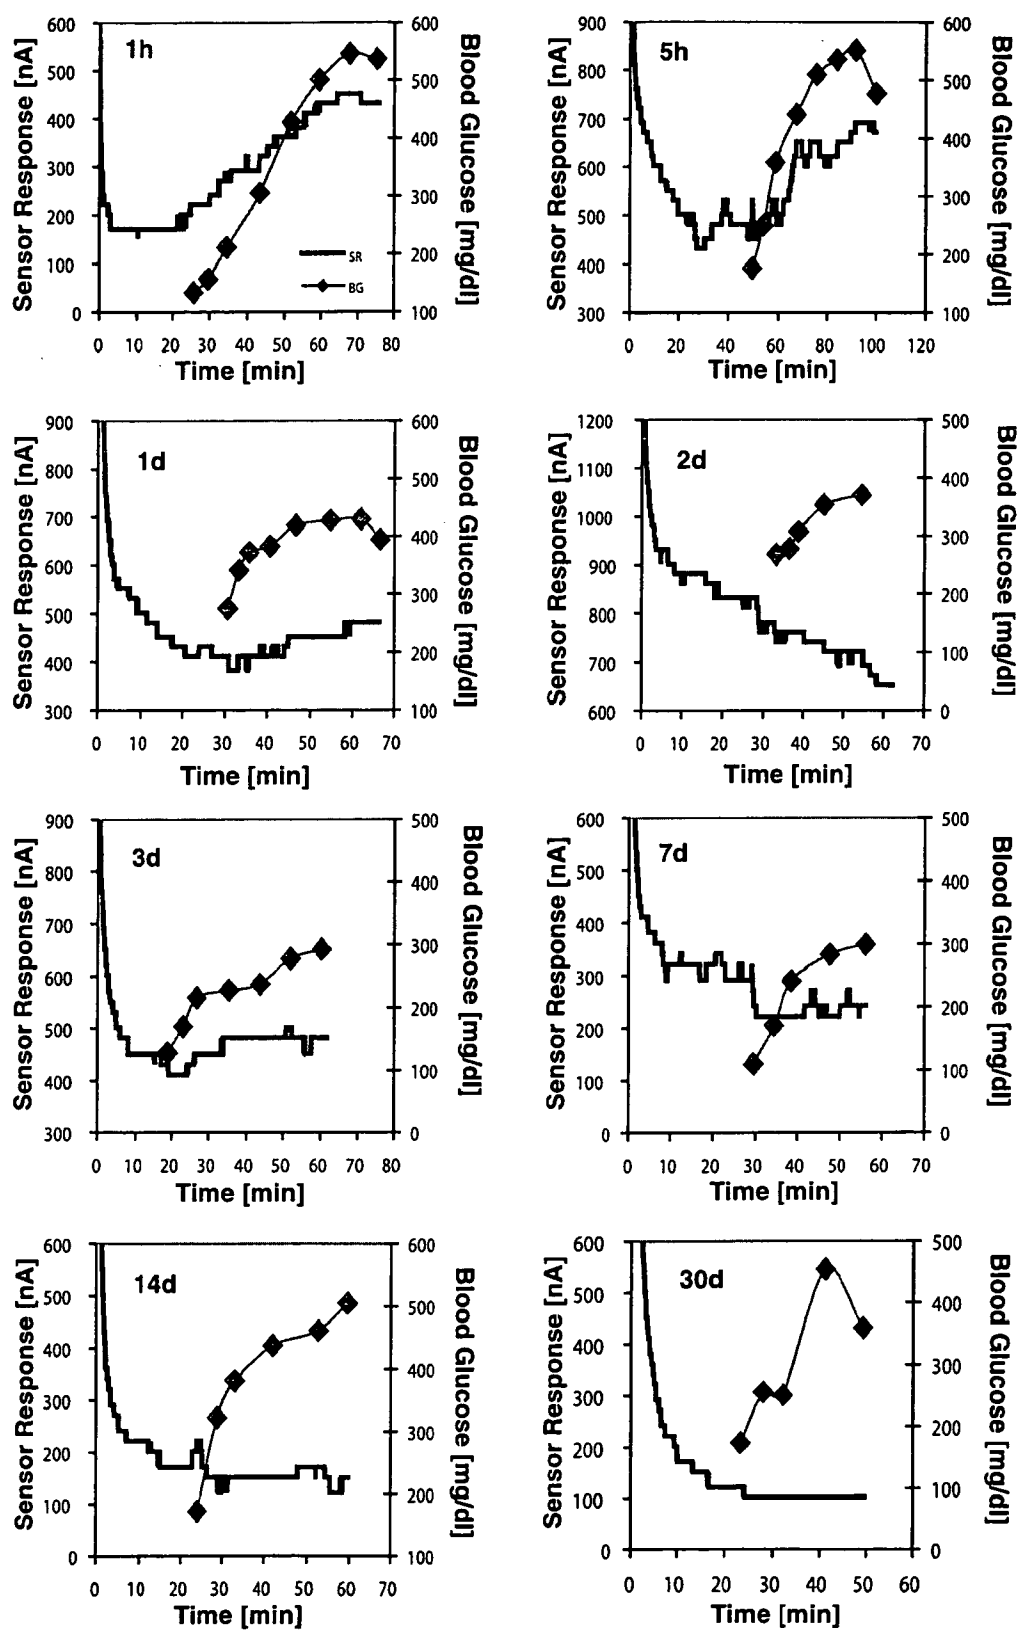 1h
Sensor Response [nA]
600
500
400
300
200
100
0
600
500
400
300
200
100
Blood Glucose [mg/dl]
SR
BG
0 10 20 30 40 50 60 70 80
Time [min]
5h
Sensor Response [nA]
900
800
700
600
500
400
300
600
500
400
300
200
100
Blood Glucose [mg/dl]
0 20 40 60 80 100 120
Time [min]
1d
Sensor Response [nA]
900
800
700
600
500
400
300
600
500
400
300
200
100
Blood Glucose [mg/dl]
0 10 20 30 40 50 60 70
Time [min]
2d
Sensor Response [nA]
1200
1100
1000
900
800
700
600
500
400
300
200
100
0
Blood Glucose [mg/dl]
0 10 20 30 40 50 60 70
Time [min]
3d
Sensor Response [nA]
900
800
700
600
500
400
300
500
400
300
200
100
0
Blood Glucose [mg/dl]
0 10 20 30 40 50 60 70 80
Time [min]
7d
Sensor Response [nA]
600
500
400
300
200
100
0
500
400
300
200
100
0
Blood Glucose [mg/dl]
0 10 20 30 40 50 60 70
Time [min]
14d
Sensor Response [nA]
600
500
400
300
200
100
0
600
500
400
300
200
100
Blood Glucose [mg/dl]
0 10 20 30 40 50 60 70
Time [min]
30d
Sensor Response [nA]
600
500
400
300
200
100
0
500
400
300
200
100
0
Blood Glucose [mg/dl]
0 10 20 30 40 50 60
Time [min]